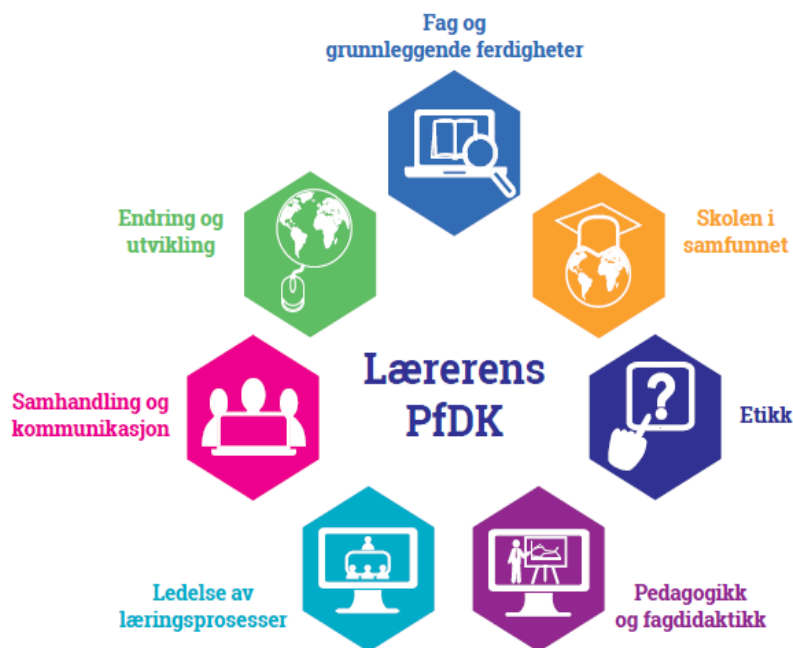 Fag og
grunnleggende ferdigheter
Endring og
utvikling
Skolen i
samfunnet
Lærerens
PfDK
Samhandling og
kommunikasjon
?
Etikk
Ledelse av
læringsprosesser
Pedagogikk
og fagdidaktikk